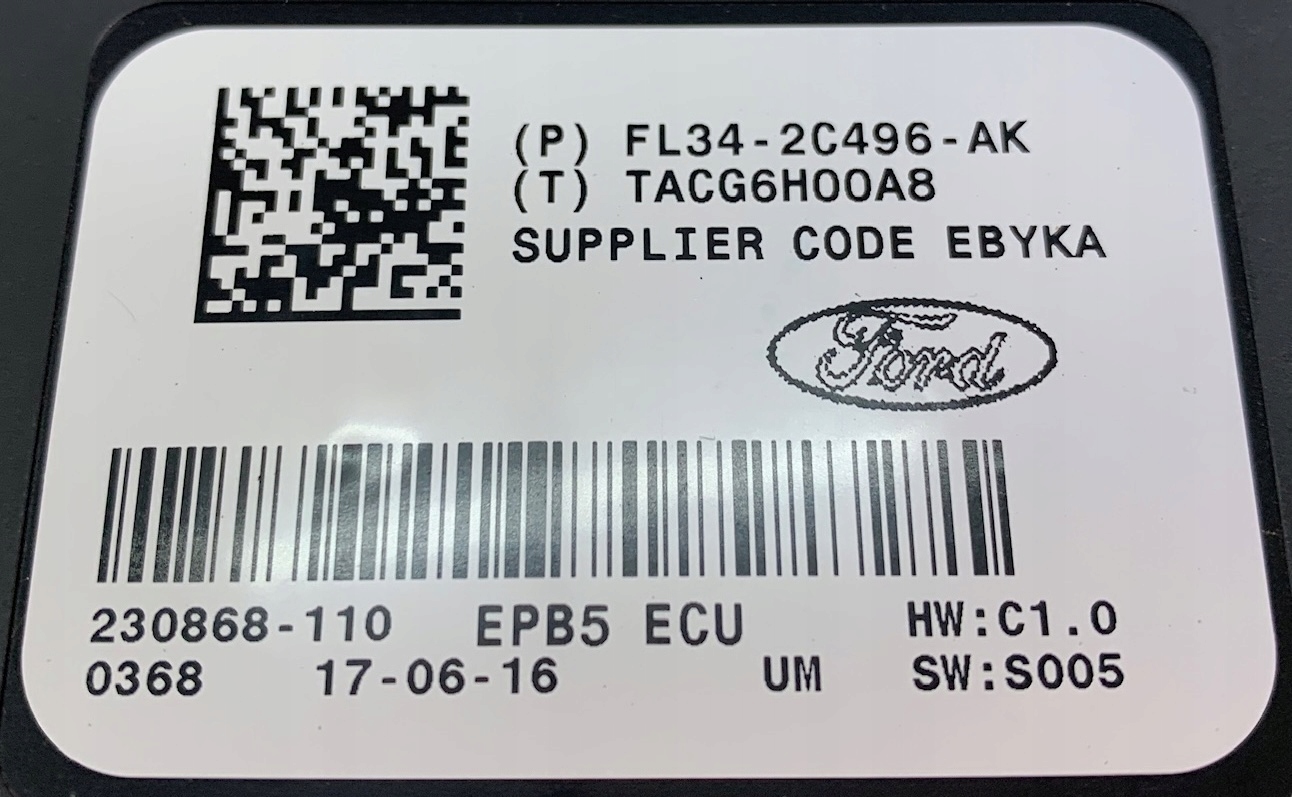 (P) FL34-2C496-AK
(T) TACG6H00A8
SUPPLIER CODE EBYKA
Ford
230868-110 EPB5 ECU HW:C1.0
0368 17-06-16 UM SW:S005